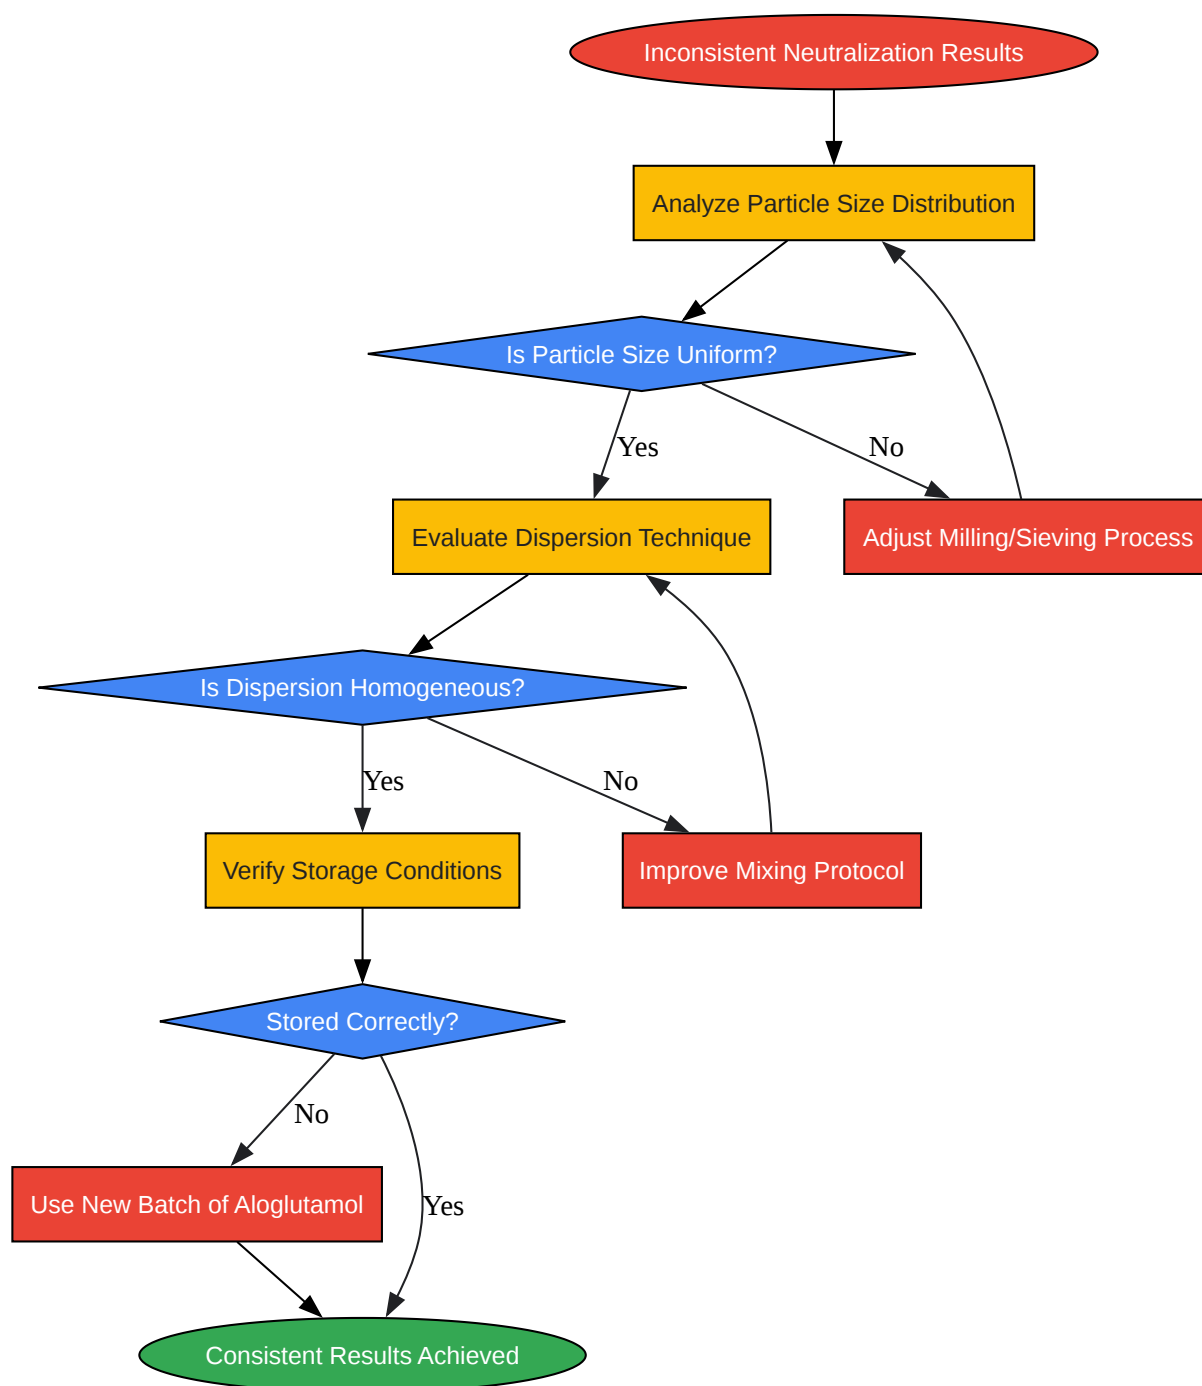 Inconsistent Neutralization Results
Analyze Particle Size Distribution
Is Particle Size Uniform?
Yes
No
Evaluate Dispersion Technique
Adjust Milling/Sieving Process
Is Dispersion Homogeneous?
Yes
No
Verify Storage Conditions
Improve Mixing Protocol
Stored Correctly?
No
Use New Batch of Aloglutamol
Yes
Consistent Results Achieved